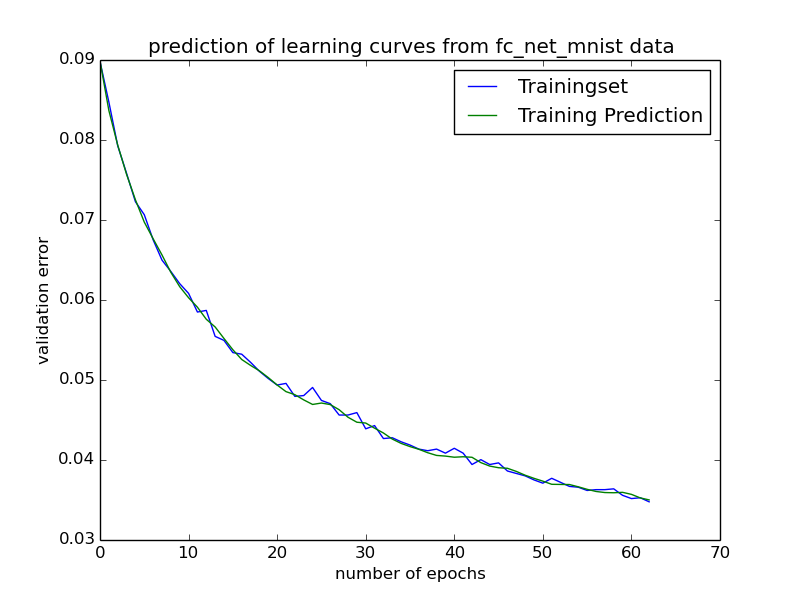 prediction of learning curves from fc_net_mnist data
0.09
Trainingset
Training Prediction
0.08
0.07
0.06
validation error
0.05
0.04
0.03
0 10 20 30 40 50 60 70
number of epochs